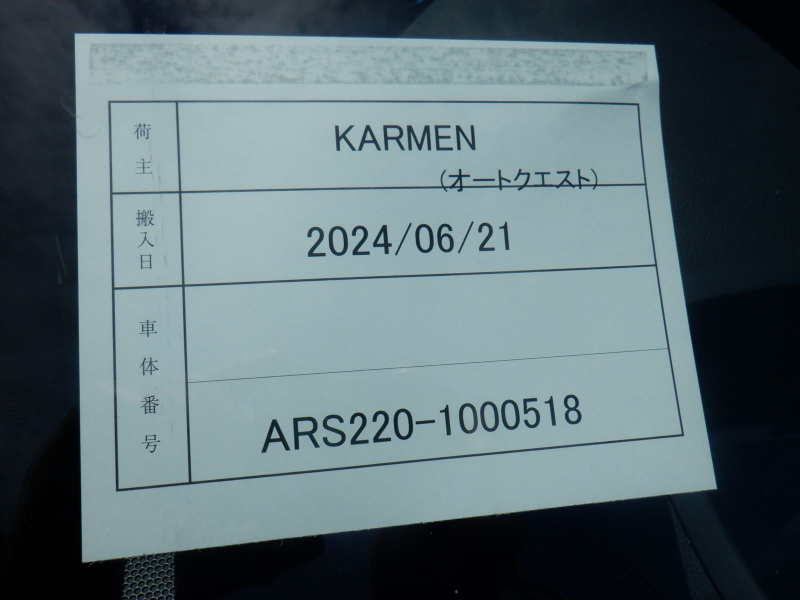 荷主
KARMEN
(オートクエスト)
搬入日
2024/06/21
車体番号
ARS220-1000518